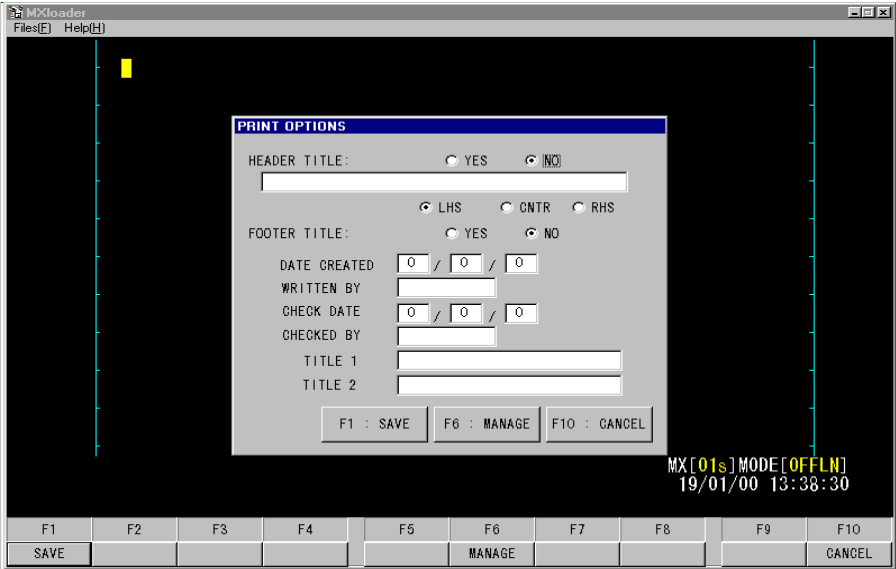 MXloader
Files(F) Help(H)
PRINT OPTIONS
HEADER TITLE: YES NO
LHS CNTR RHS
FOOTER TITLE: YES NO
DATE CREATED 0 / 0 / 0
WRITTEN BY
CHECK DATE 0 / 0 / 0
CHECKED BY
TITLE 1
TITLE 2
F1 : SAVE F6 : MANAGE F10 : CANCEL
MX[01s]MODE[OFFLN]
19/01/00 13:38:30
F1 F2 F3 F4 F5 F6 F7 F8 F9 F10
SAVE MANAGE CANCEL